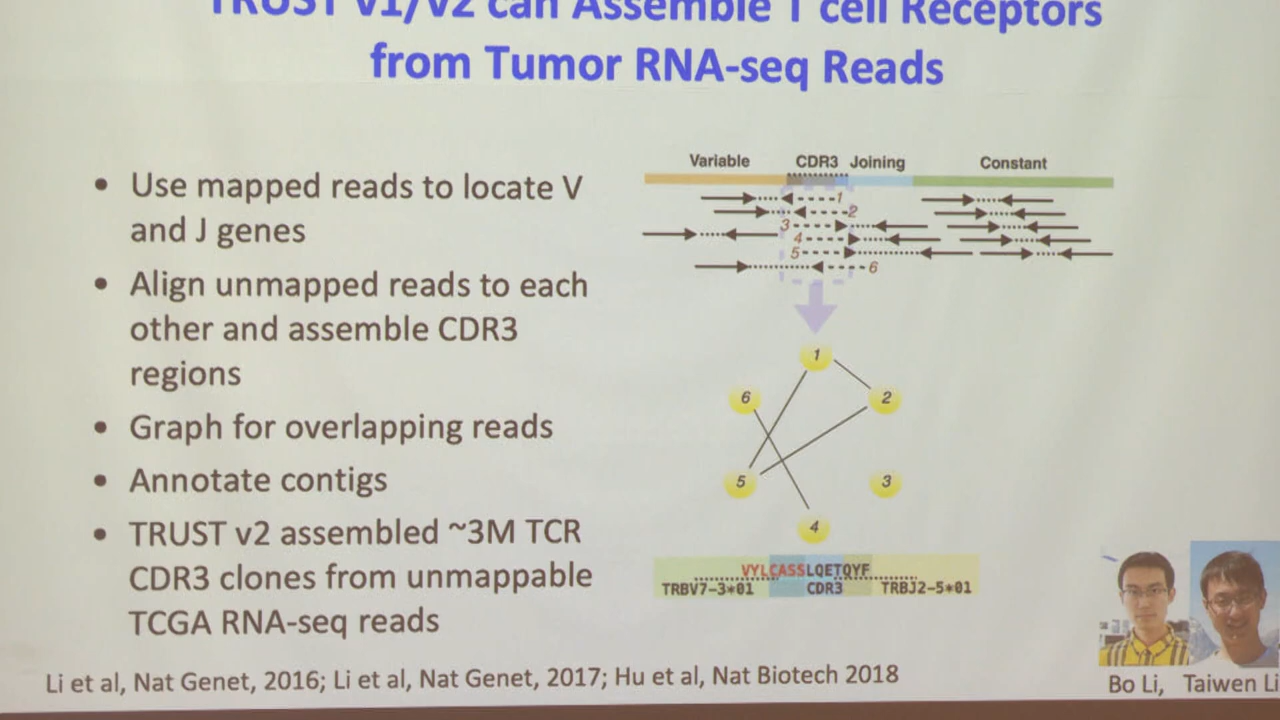 TRUST v1/v2 can Assemble T cell Receptors
from Tumor RNA-seq Reads
• Use mapped reads to locate V
and J genes
• Align unmapped reads to each
other and assemble CDR3
regions
• Graph for overlapping reads
• Annotate contigs
• TRUST v2 assembled ~3M TCR
CDR3 clones from unmappable
TCGA RNA-seq reads
Variable CDR3 Joining Constant
1
2
3
4
5
6
1
6 2
5 3
4
VYLCASSLQETQYF
TRBV7-3*01 CDR3 TRBJ2-5*01
Li et al, Nat Genet, 2016; Li et al, Nat Genet, 2017; Hu et al, Nat Biotech 2018
Bo Li, Taiwen Li